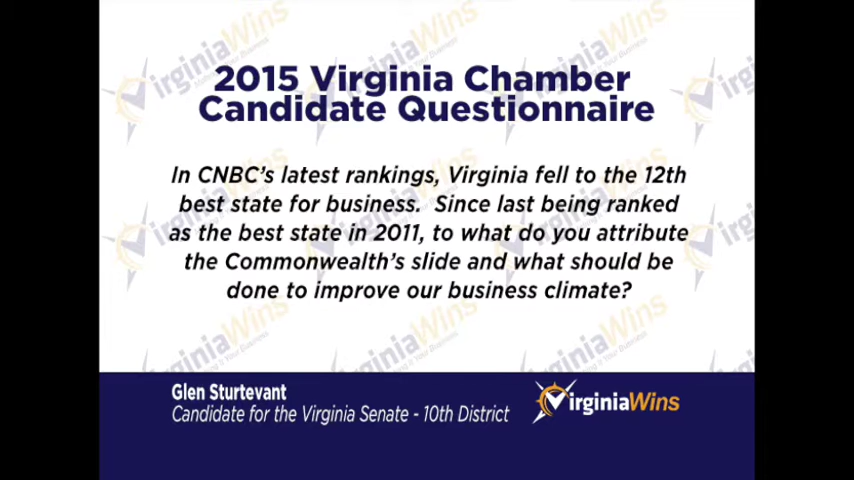 2015 Virginia Chamber
Candidate Questionnaire
In CNBC's latest rankings, Virginia fell to the 12th
best state for business. Since last being ranked
as the best state in 2011, to what do you attribute
the Commonwealth's slide and what should be
done to improve our business climate?
Glen Sturtevant
Candidate for the Virginia Senate - 10th District
VirginiaWins